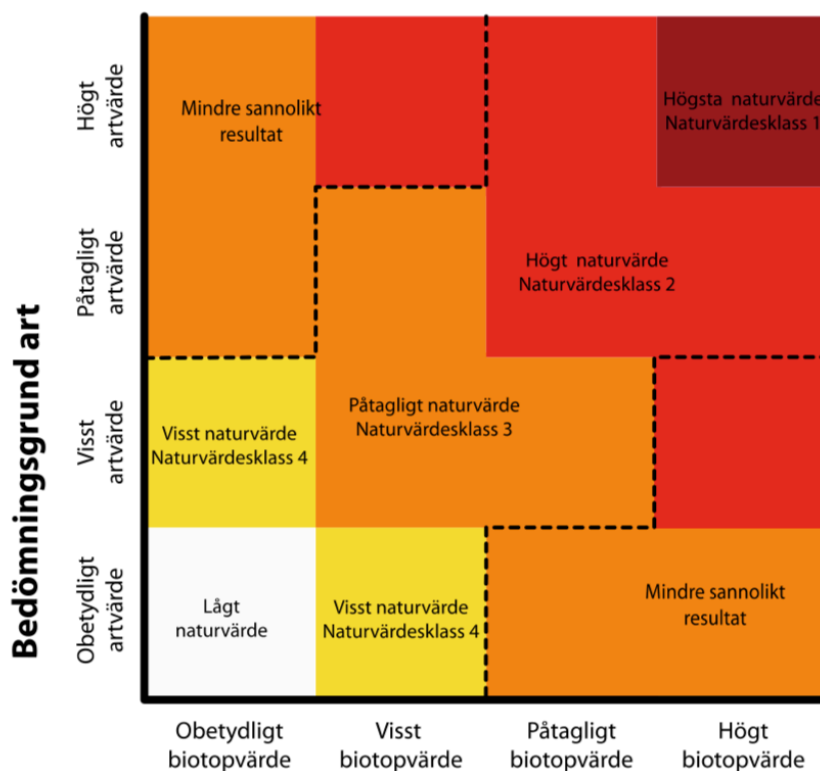 Bedömningsgrund art
Högt
artvärde
Påtagligt
artvärde
Visst
artvärde
Obetydligt
artvärde
Mindre sannolikt
resultat
Högsta naturvärde
Naturvärdesklass 1
Högt naturvärde
Naturvärdesklass 2
Påtagligt naturvärde
Naturvärdesklass 3
Visst naturvärde
Naturvärdesklass 4
Lågt
naturvärde
Visst naturvärde
Naturvärdesklass 4
Mindre sannolikt
resultat
Obetydligt
biotopvärde
Visst
biotopvärde
Påtagligt
biotopvärde
Högt
biotopvärde